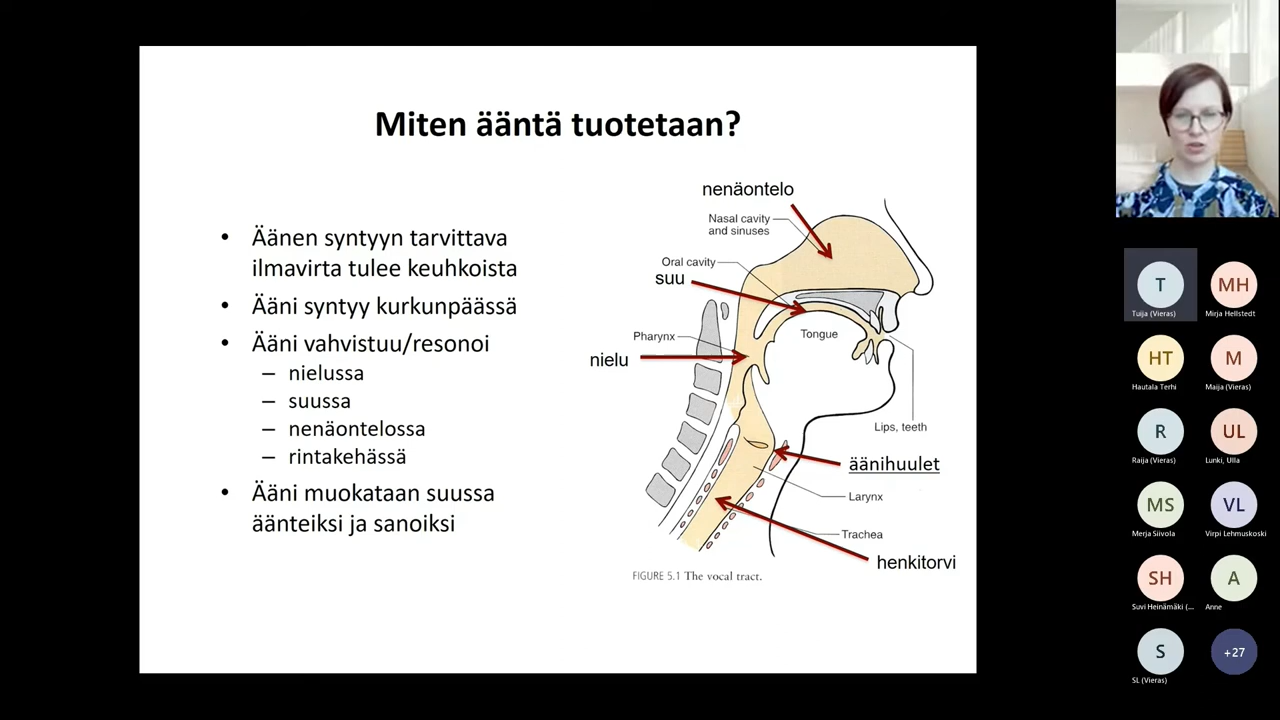 Miten ääntä tuotetaan?
• Äänen syntyyn tarvittava
ilmavirta tulee keuhkoista
• Ääni syntyy kurkunpäässä
• Ääni vahvistuu/resonoi
– nielussa
– suussa
– nenäontelossa
– rintakehässä
• Ääni muokataan suussa
äänteiksi ja sanoiksi
nenäontelo
Nasal cavity
and sinuses
Oral cavity
suu
Pharynx
Tongue
nielu
Lips, teeth
äänihuulet
Larynx
Trachea
henkitorvi
FIGURE 5.1 The vocal tract.
T
Tuija (Vieras)
MH
Mirja Hellstedt
HT
Hautala Terhi
M
Maija (Vieras)
R
Raija (Vieras)
UL
Lunki, Ulla
MS
Merja Siivola
VL
Virpi Lehmuskoski
SH
Suvi Heinämäki (...
A
Anne
S
SL (Vieras)
+27